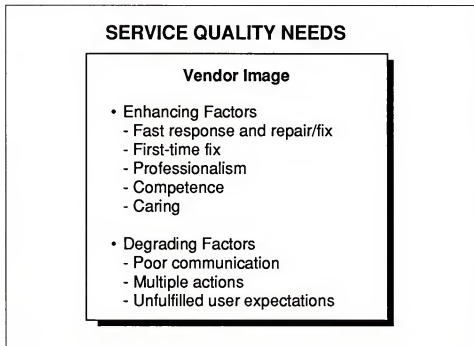 SERVICE QUALITY NEEDS
Vendor Image
• Enhancing Factors
- Fast response and repair/fix
- First-time fix
- Professionalism
- Competence
- Caring
• Degrading Factors
- Poor communication
- Multiple actions
- Unfulfilled user expectations